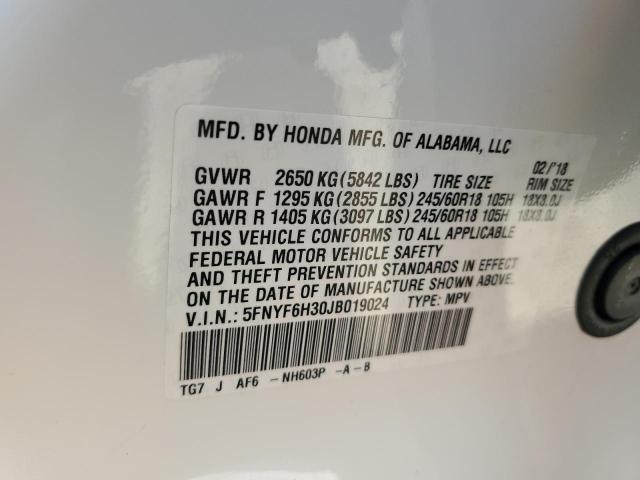 MFD. BY HONDA MFG. OF ALABAMA, LLC
02/'18
GVWR 2650 KG (5842 LBS) TIRE SIZE RIM SIZE
GAWR F 1295 KG (2855 LBS) 245/60R18 105H 18X8.0J
GAWR R 1405 KG (3097 LBS) 245/60R18 105H 18X8.0J
THIS VEHICLE CONFORMS TO ALL APPLICABLE
FEDERAL MOTOR VEHICLE SAFETY
AND THEFT PREVENTION STANDARDS IN EFFECT
ON THE DATE OF MANUFACTURE SHOWN ABOVE.
V.I.N.: 5FNYF6H30JB019024 TYPE: MPV
TG7 J AF6 -NH603P -A-B